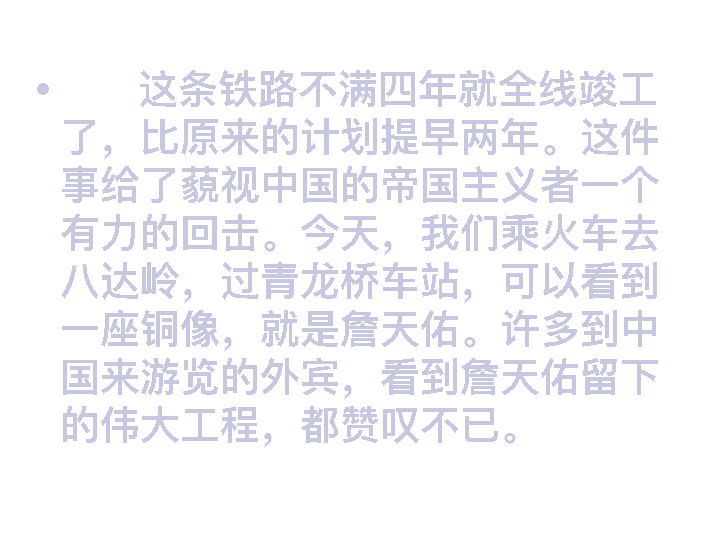 • 这条铁路不满四年就全线竣工
了，比原来的计划提早两年。这件
事给了藐视中国的帝国主义者一个
有力的回击。今天，我们乘火车去
八达岭，过青龙桥车站，可以看到
一座铜像，就是詹天佑。许多到中
国来游览的外宾，看到詹天佑留下
的伟大工程，都赞叹不已。